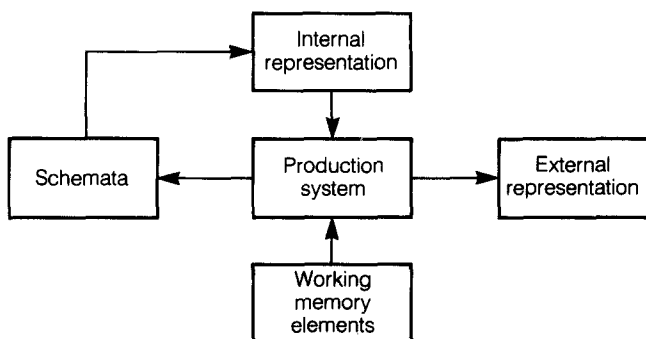 Internal
representation
Schemata
Production
system
External
representation
Working
memory
elements